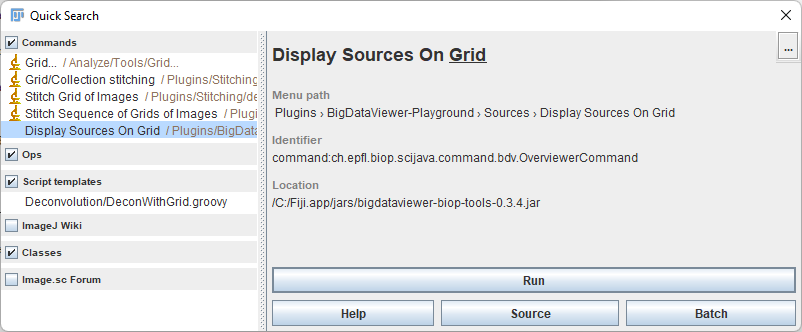 Quick Search
Commands
Grid... / Analyze/Tools/Grid...
Grid/Collection stitching / Plugins/Stitching
Stitch Grid of Images / Plugins/Stitching/de
Stitch Sequence of Grids of Images / Plugi
Display Sources On Grid / Plugins/BigData
Ops
Script templates
Deconvolution/DeconWithGrid.groovy
ImageJ Wiki
Classes
Image.sc Forum
...
Display Sources On Grid
Menu path
Plugins › BigDataViewer-Playground › Sources › Display Sources On Grid
Identifier
command:ch.epfl.biop.scijava.command.bdv.OverviewerCommand
Location
/C:/Fiji.app/jars/bigdataviewer-biop-tools-0.3.4.jar
Run
Help Source Batch